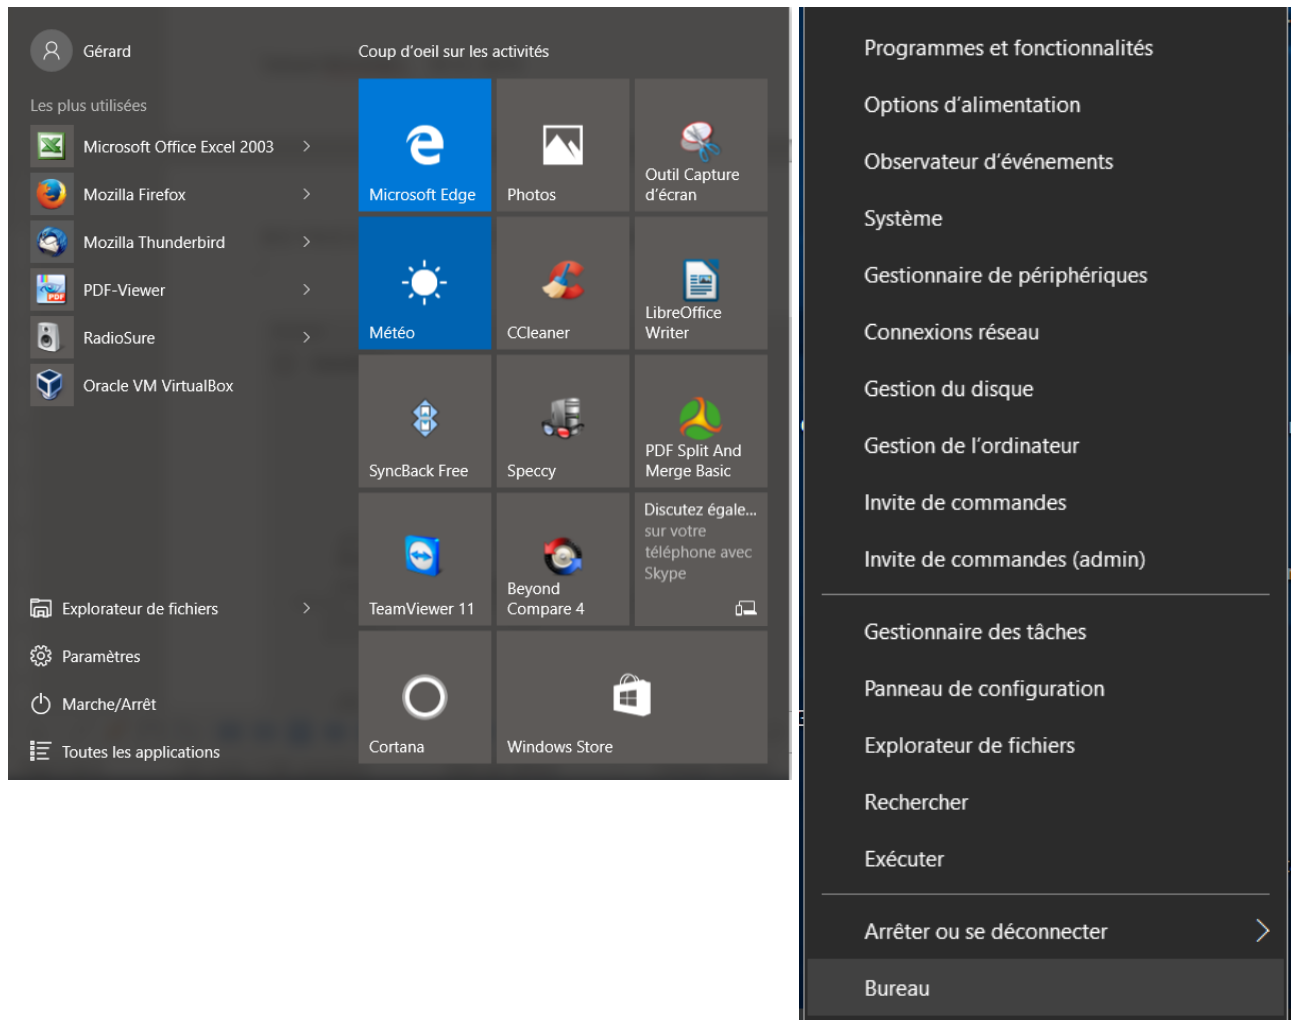 Gérard
Les plus utilisées
Microsoft Office Excel 2003
Mozilla Firefox
Mozilla Thunderbird
PDF-Viewer
RadioSure
Oracle VM VirtualBox
Explorateur de fichiers
Paramètres
Marche/Arrêt
Toutes les applications
Coup d'oeil sur les activités
Microsoft Edge
Photos
Outil Capture
d'écran
Météo
CCleaner
LibreOffice
Writer
SyncBack Free
Speccy
PDF Split And
Merge Basic
TeamViewer 11
Beyond
Compare 4
Discutez égale...
sur votre
téléphone avec
Skype
Cortana
Windows Store
Programmes et fonctionnalités
Options d'alimentation
Observateur d'événements
Système
Gestionnaire de périphériques
Connexions réseau
Gestion du disque
Gestion de l'ordinateur
Invite de commandes
Invite de commandes (admin)
Gestionnaire des tâches
Panneau de configuration
Explorateur de fichiers
Rechercher
Exécuter
Arrêter ou se déconnecter
Bureau